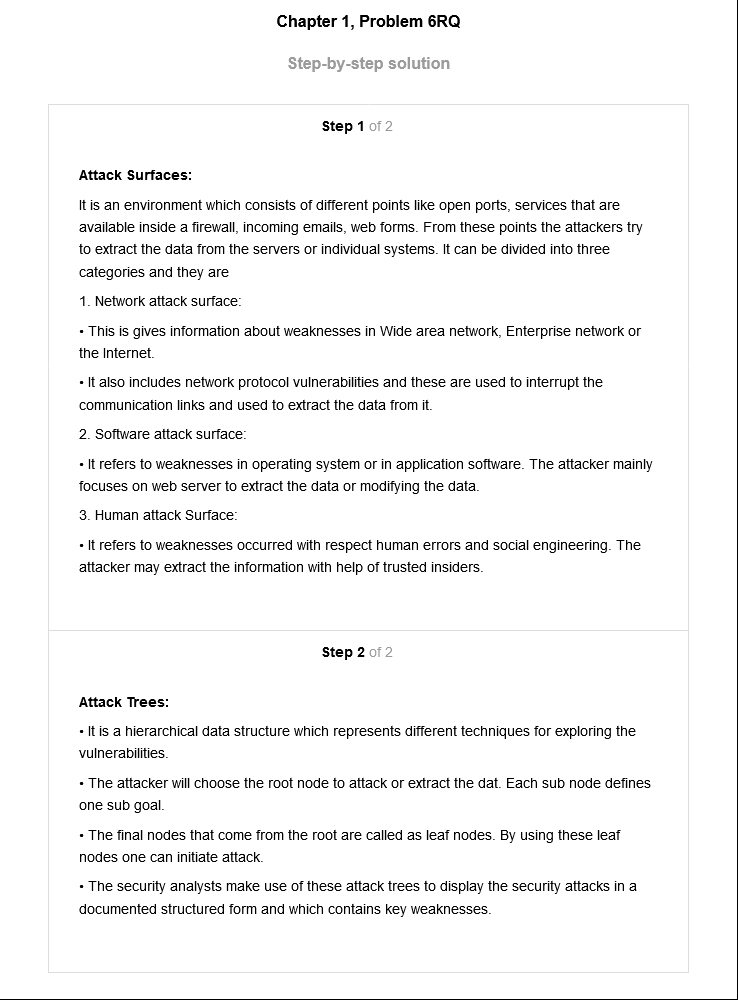 Chapter 1, Problem 6RQ
Step-by-step solution
Step 1 of 2
Attack Surfaces:
It is an environment which consists of different points like open ports, services that are
available inside a firewall, incoming emails, web forms. From these points the attackers try
to extract the data from the servers or individual systems. It can be divided into three
categories and they are
1. Network attack surface:
• This is gives information about weaknesses in Wide area network, Enterprise network or
the Internet.
• It also includes network protocol vulnerabilities and these are used to interrupt the
communication links and used to extract the data from it.
2. Software attack surface:
• It refers to weaknesses in operating system or in application software. The attacker mainly
focuses on web server to extract the data or modifying the data.
3. Human attack Surface:
• It refers to weaknesses occurred with respect human errors and social engineering. The
attacker may extract the information with help of trusted insiders.
Step 2 of 2
Attack Trees:
• It is a hierarchical data structure which represents different techniques for exploring the
vulnerabilities.
• The attacker will choose the root node to attack or extract the dat. Each sub node defines
one sub goal.
• The final nodes that come from the root are called as leaf nodes. By using these leaf
nodes one can initiate attack.
• The security analysts make use of these attack trees to display the security attacks in a
documented structured form and which contains key weaknesses.